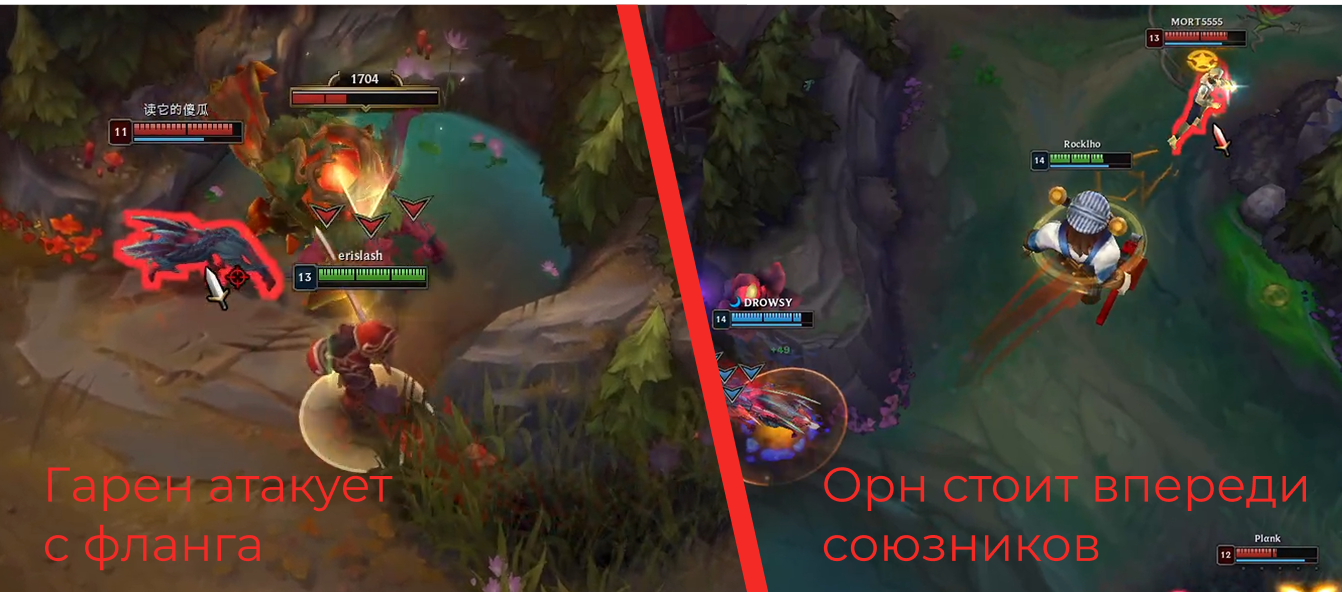 1704
读它的傻瓜
11
erislash
13
Гарен атакует
с фланга
MORT5555
13
Rocklho
14
DROWSY
14
+49
Орн стоит впереди
союзников
Plank
12